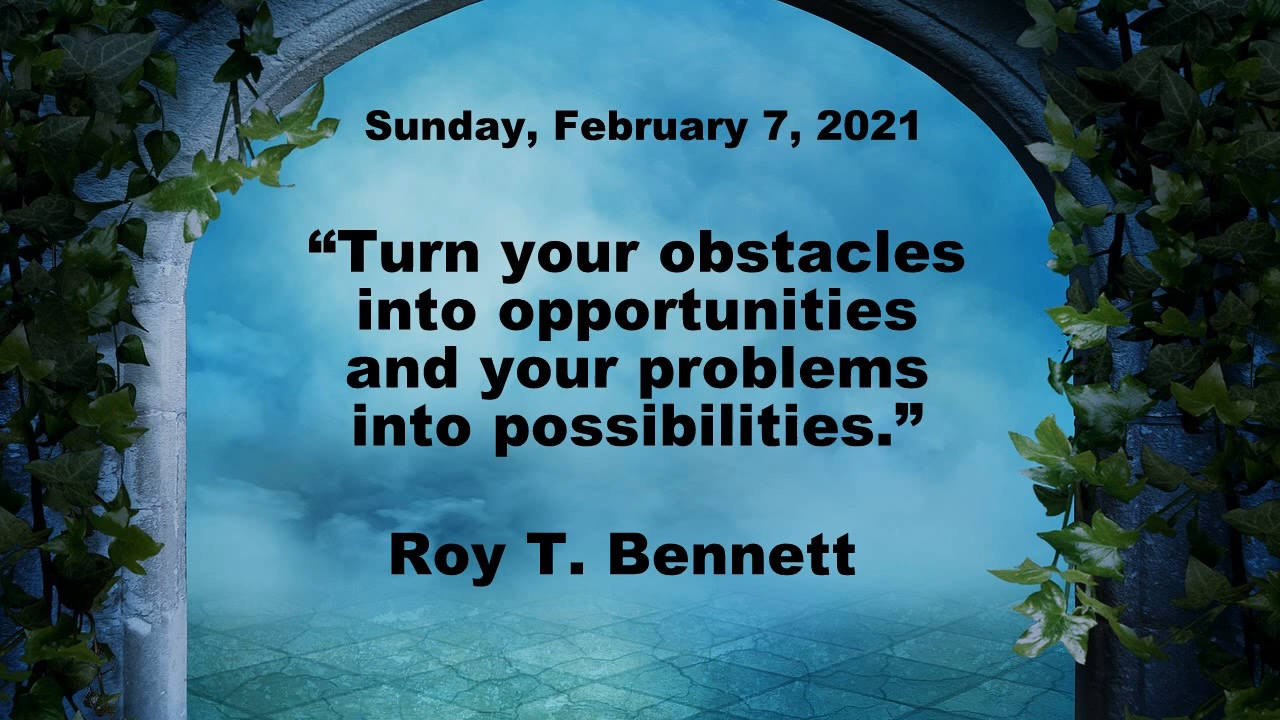 Sunday, February 7, 2021
“Turn your obstacles
into opportunities
and your problems
into possibilities.”
Roy T. Bennett